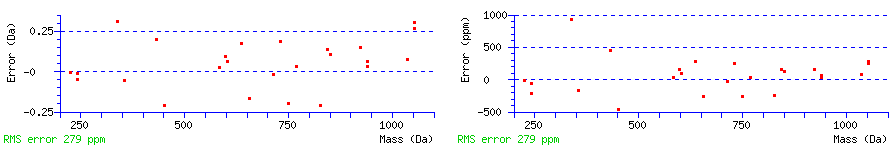 0.25
-0
-0.25
Error (Da)
250
500
750
1000
RMS error 279 ppm
Mass (Da)
1000
500
0
-500
Error (ppm)
250
500
750
1000
RMS error 279 ppm
Mass (Da)